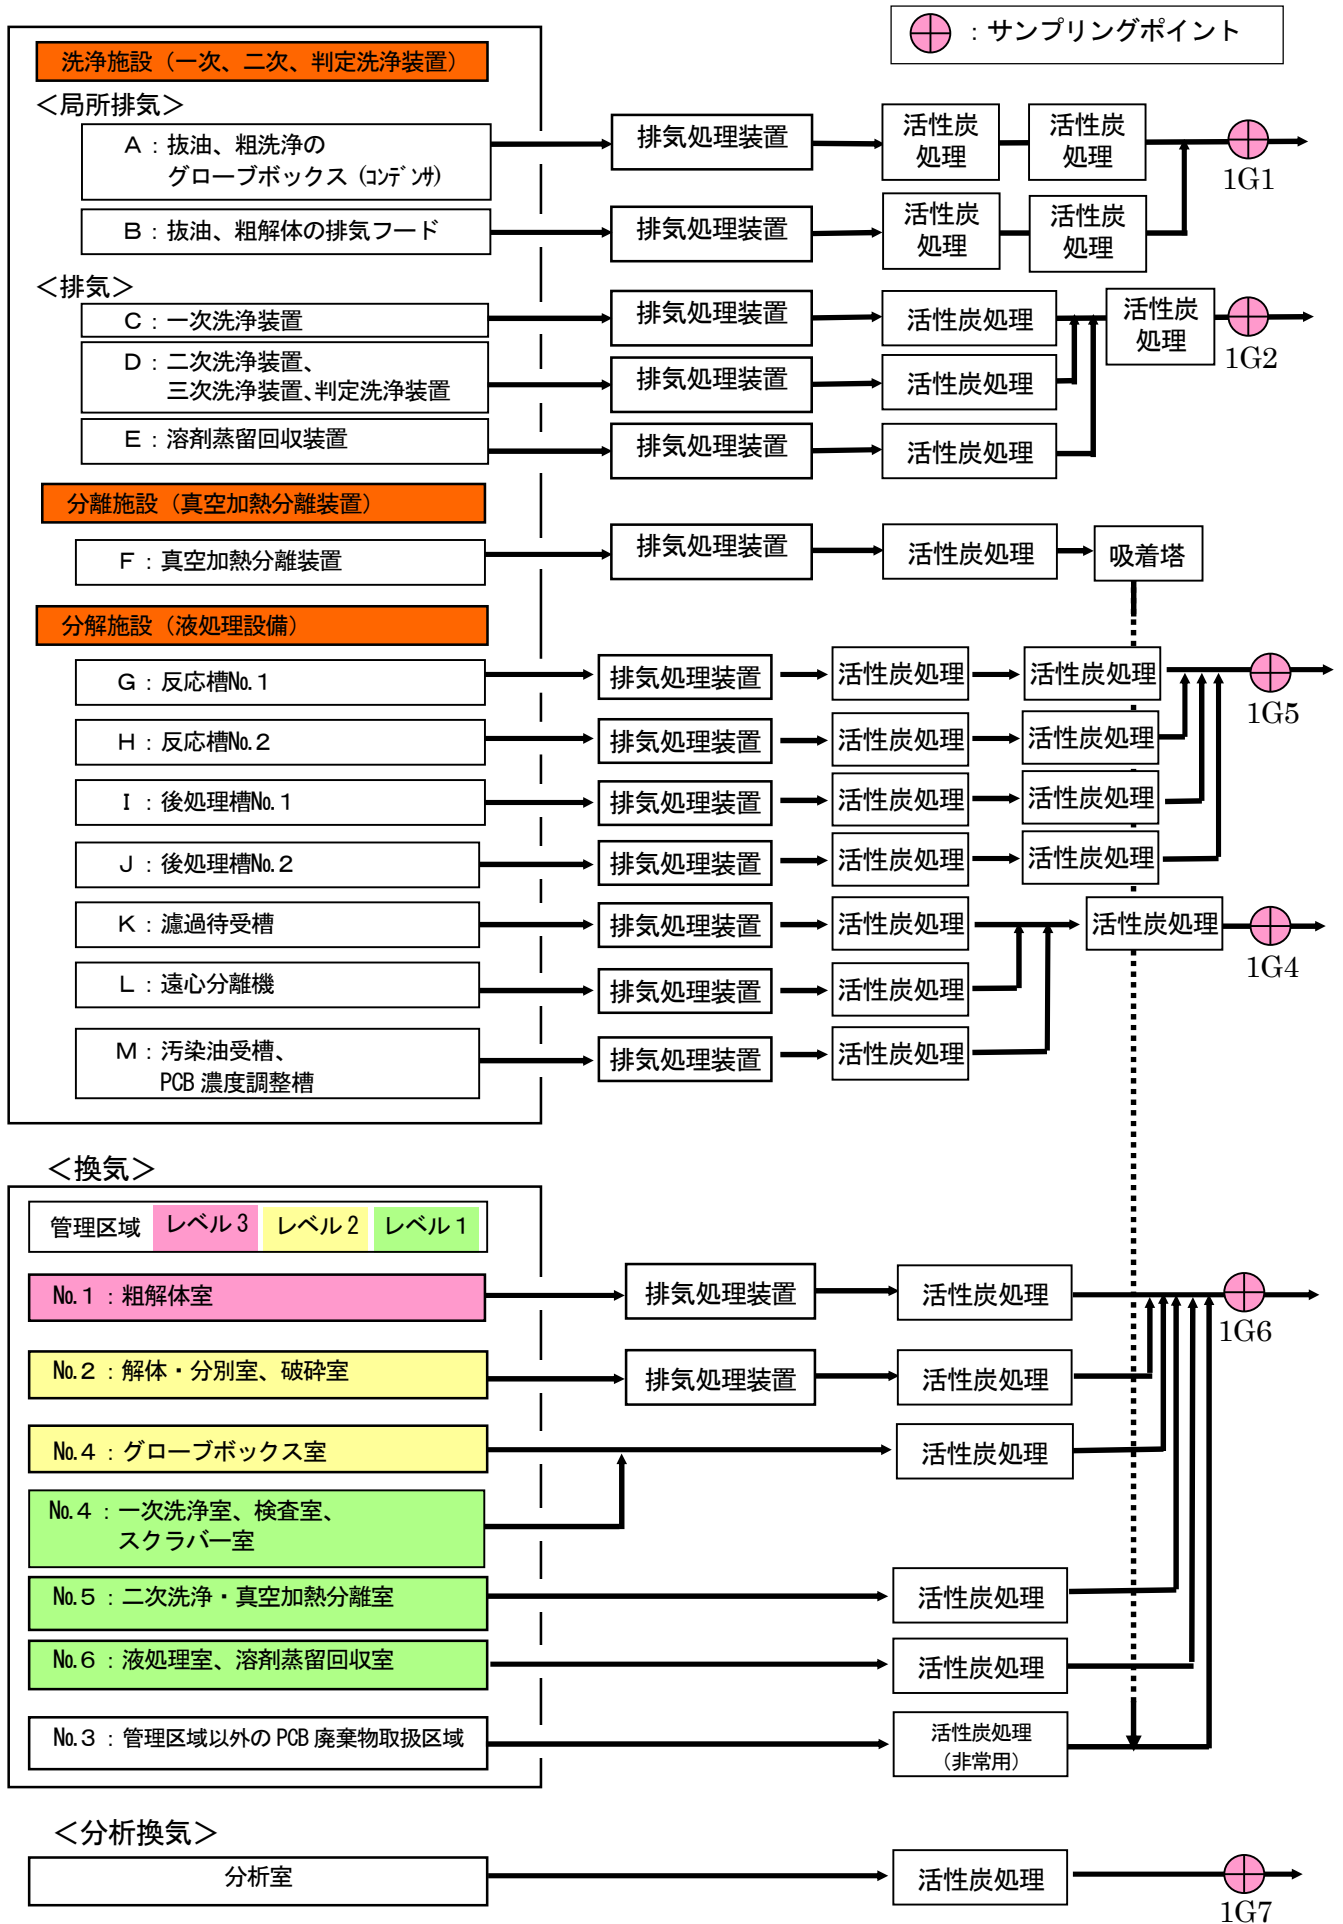 ：サンプリングポイント
洗浄施設（一次、二次、判定洗浄装置）
＜局所排気＞
Ａ：抜油、粗洗浄の
グローブボックス（ｺﾝﾃﾞﾝｻ）
排気処理装置
活性炭
処理
活性炭
処理
1G1
Ｂ：抜油、粗解体の排気フード
排気処理装置
活性炭
処理
活性炭
処理
＜排気＞
Ｃ：一次洗浄装置
排気処理装置
活性炭処理
活性炭
処理
1G2
Ｄ：二次洗浄装置、
三次洗浄装置、判定洗浄装置
排気処理装置
活性炭処理
Ｅ：溶剤蒸留回収装置
排気処理装置
活性炭処理
分離施設（真空加熱分離装置）
Ｆ：真空加熱分離装置
排気処理装置
活性炭処理
吸着塔
分解施設（液処理設備）
Ｇ：反応槽№１
排気処理装置
活性炭処理
活性炭処理
1G5
Ｈ：反応槽№２
排気処理装置
活性炭処理
活性炭処理
Ｉ：後処理槽№１
排気処理装置
活性炭処理
活性炭処理
Ｊ：後処理槽№２
排気処理装置
活性炭処理
活性炭処理
Ｋ：濾過待受槽
排気処理装置
活性炭処理
活性炭処理
1G4
Ｌ：遠心分離機
排気処理装置
活性炭処理
Ｍ：汚染油受槽、
PCB 濃度調整槽
排気処理装置
活性炭処理
＜換気＞
管理区域 レベル３ レベル２ レベル１
№１：粗解体室
排気処理装置
活性炭処理
1G6
№２：解体・分別室、破砕室
排気処理装置
活性炭処理
№４：グローブボックス室
活性炭処理
№４：一次洗浄室、検査室、
スクラバー室
№５：二次洗浄・真空加熱分離室
活性炭処理
№６：液処理室、溶剤蒸留回収室
活性炭処理
№３：管理区域以外の PCB 廃棄物取扱区域
活性炭処理
（非常用）
＜分析換気＞
分析室
活性炭処理
1G7